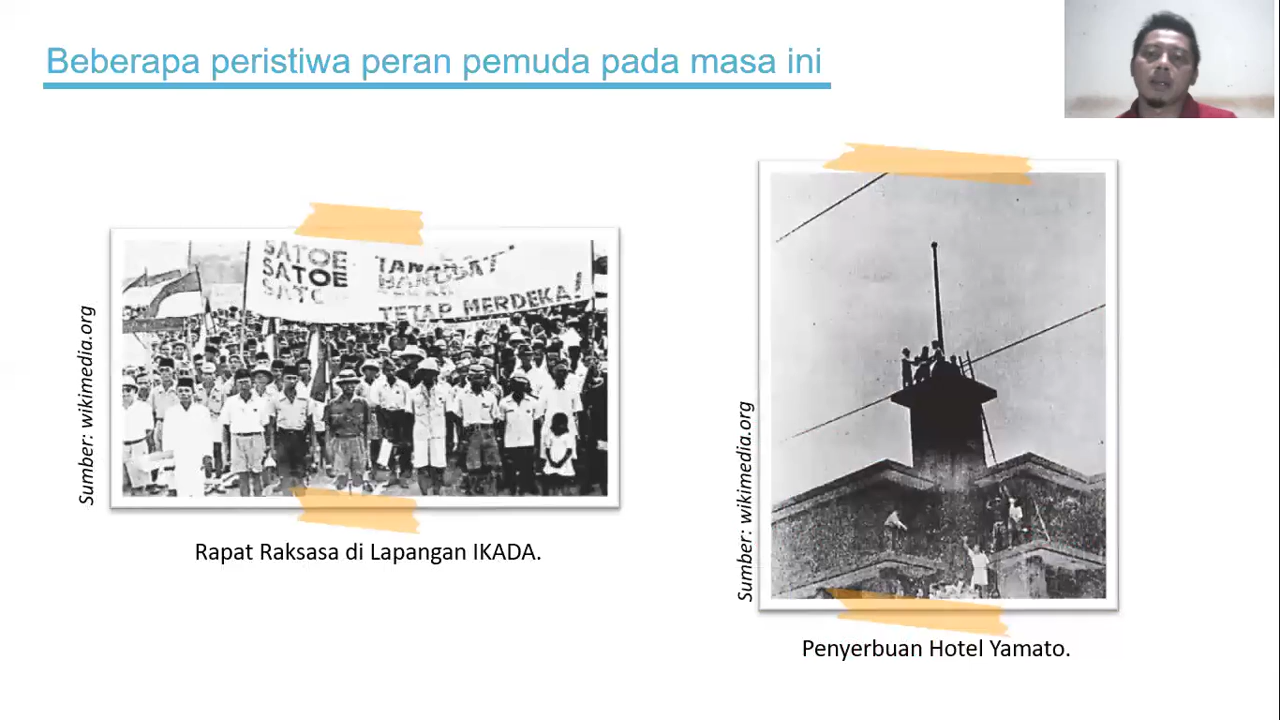 Beberapa peristiwa peran pemuda pada masa ini
SATOE
SATOE
TETAP MERDEKA!
Sumber: wikimedia.org
Rapat Raksasa di Lapangan IKADA.
Sumber: wikimedia.org
Penyerbuan Hotel Yamato.